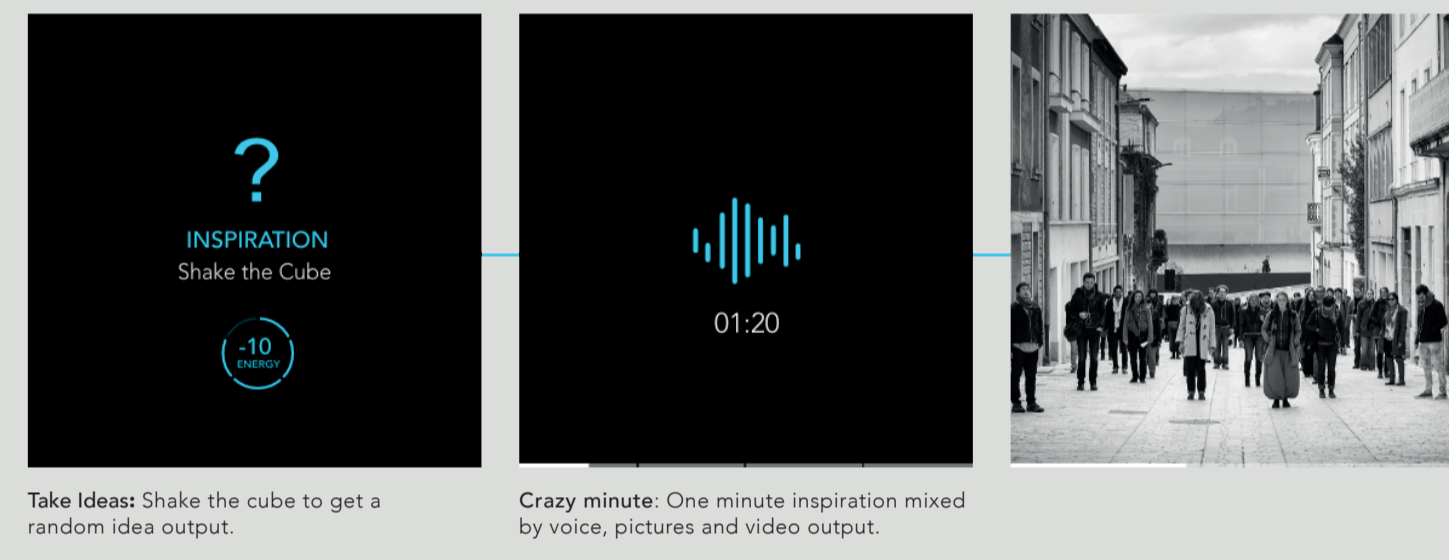 ?
INSPIRATION
Shake the Cube
-10
ENERGY
Take Ideas: Shake the cube to get a
random idea output.
01:20
Crazy minute: One minute inspiration mixed
by voice, pictures and video output.